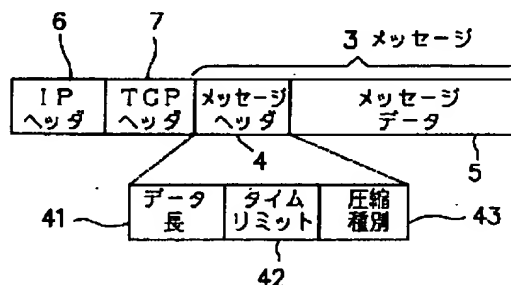 3 メッセージ
6 7
IP TCP メッセージ メッセージ
ヘッダ ヘッダ ヘッダ データ
4 5
データ タイム 圧縮
長 リミット 種別
41 43
42